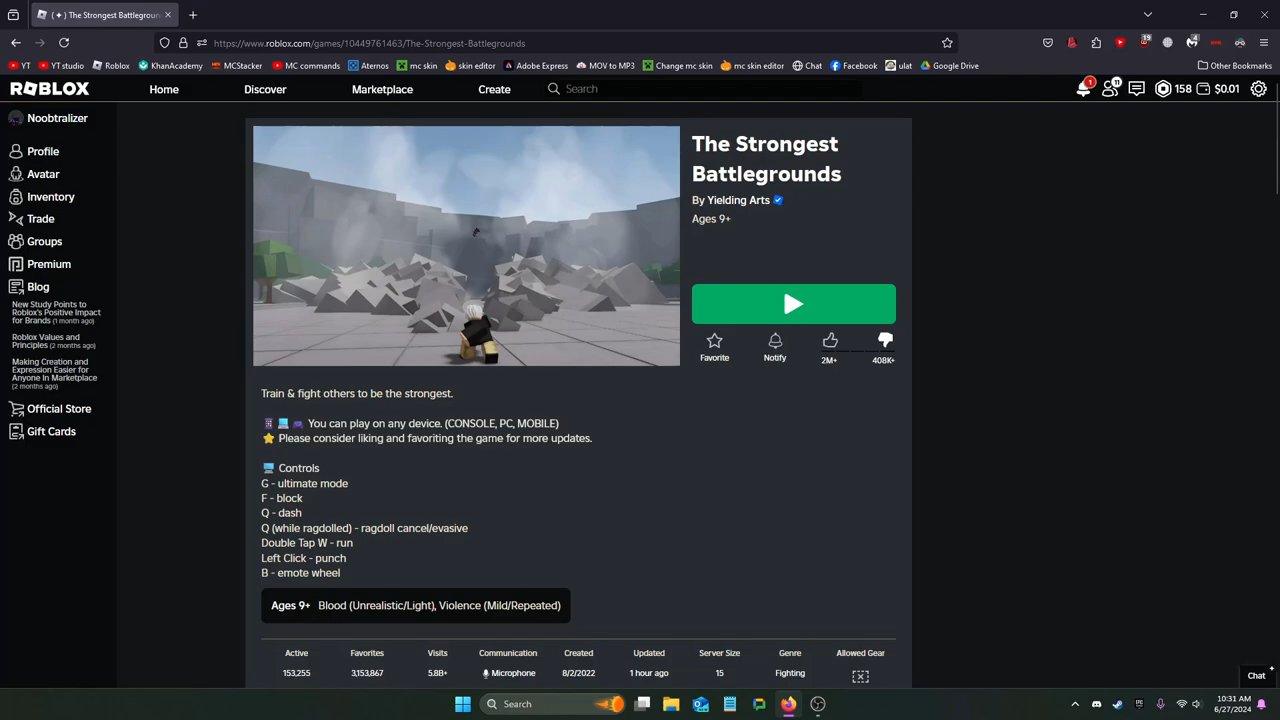 ( ✦ ) The Strongest Battleground
https://www.roblox.com/games/10449761463/The-Strongest-Battlegrounds
19
4
YT
YT studio
Roblox
KhanAcademy
MCStacker
MC commands
Aternos
mc skin
skin editor
Adobe Express
MOV to MP3
Change mc skin
mc skin editor
Chat
Facebook
ulat
Google Drive
Other Bookmarks
ROBLOX
Home
Discover
Marketplace
Create
Search
1
11
158
$0.01
Noobtralizer
Profile
Avatar
Inventory
Trade
Groups
Premium
Blog
New Study Points to
Roblox's Positive Impact
for Brands (1 month ago)
Roblox Values and
Principles (2 months ago)
Making Creation and
Expression Easier for
Anyone In Marketplace
(2 months ago)
Official Store
Gift Cards
The Strongest
Battlegrounds
By Yielding Arts
Ages 9+
Favorite
Notify
2M+
408K+
Train & fight others to be the strongest.
You can play on any device. (CONSOLE, PC, MOBILE)
Please consider liking and favoriting the game for more updates.
Controls
G - ultimate mode
F - block
Q - dash
Q (while ragdolled) - ragdoll cancel/evasive
Double Tap W - run
Left Click - punch
B - emote wheel
Ages 9+ Blood (Unrealistic/Light), Violence (Mild/Repeated)
Active Favorites Visits Communication Created Updated Server Size Genre Allowed Gear
153,255 3,153,867 5.8B+ Microphone 8/2/2022 1 hour ago 15 Fighting
Chat
Search
10:31 AM
6/27/2024